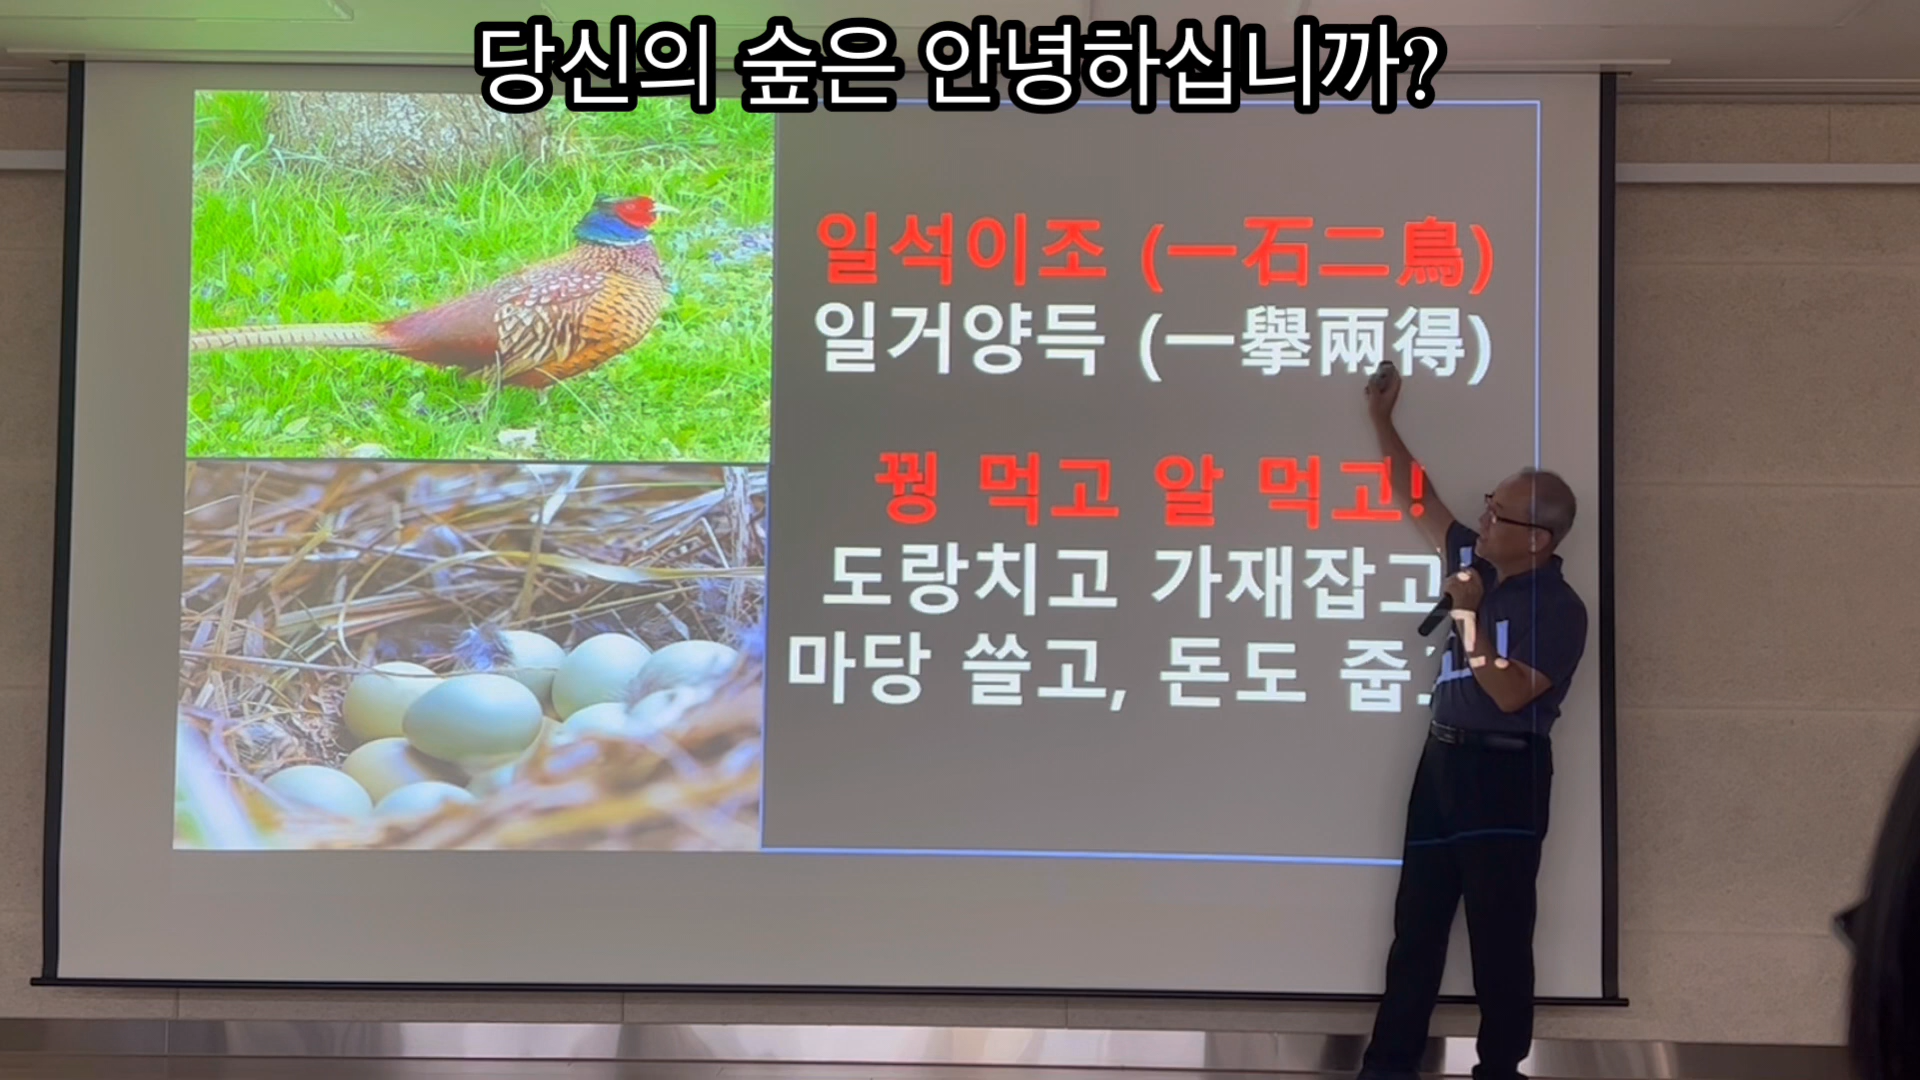 당신의 숲은 안녕하십니까?
일석이조 (一石二鳥)
일거양득 (一擧兩得)
꿩 먹고 알 먹고!
도랑치고 가재잡고
마당 쓸고, 돈도